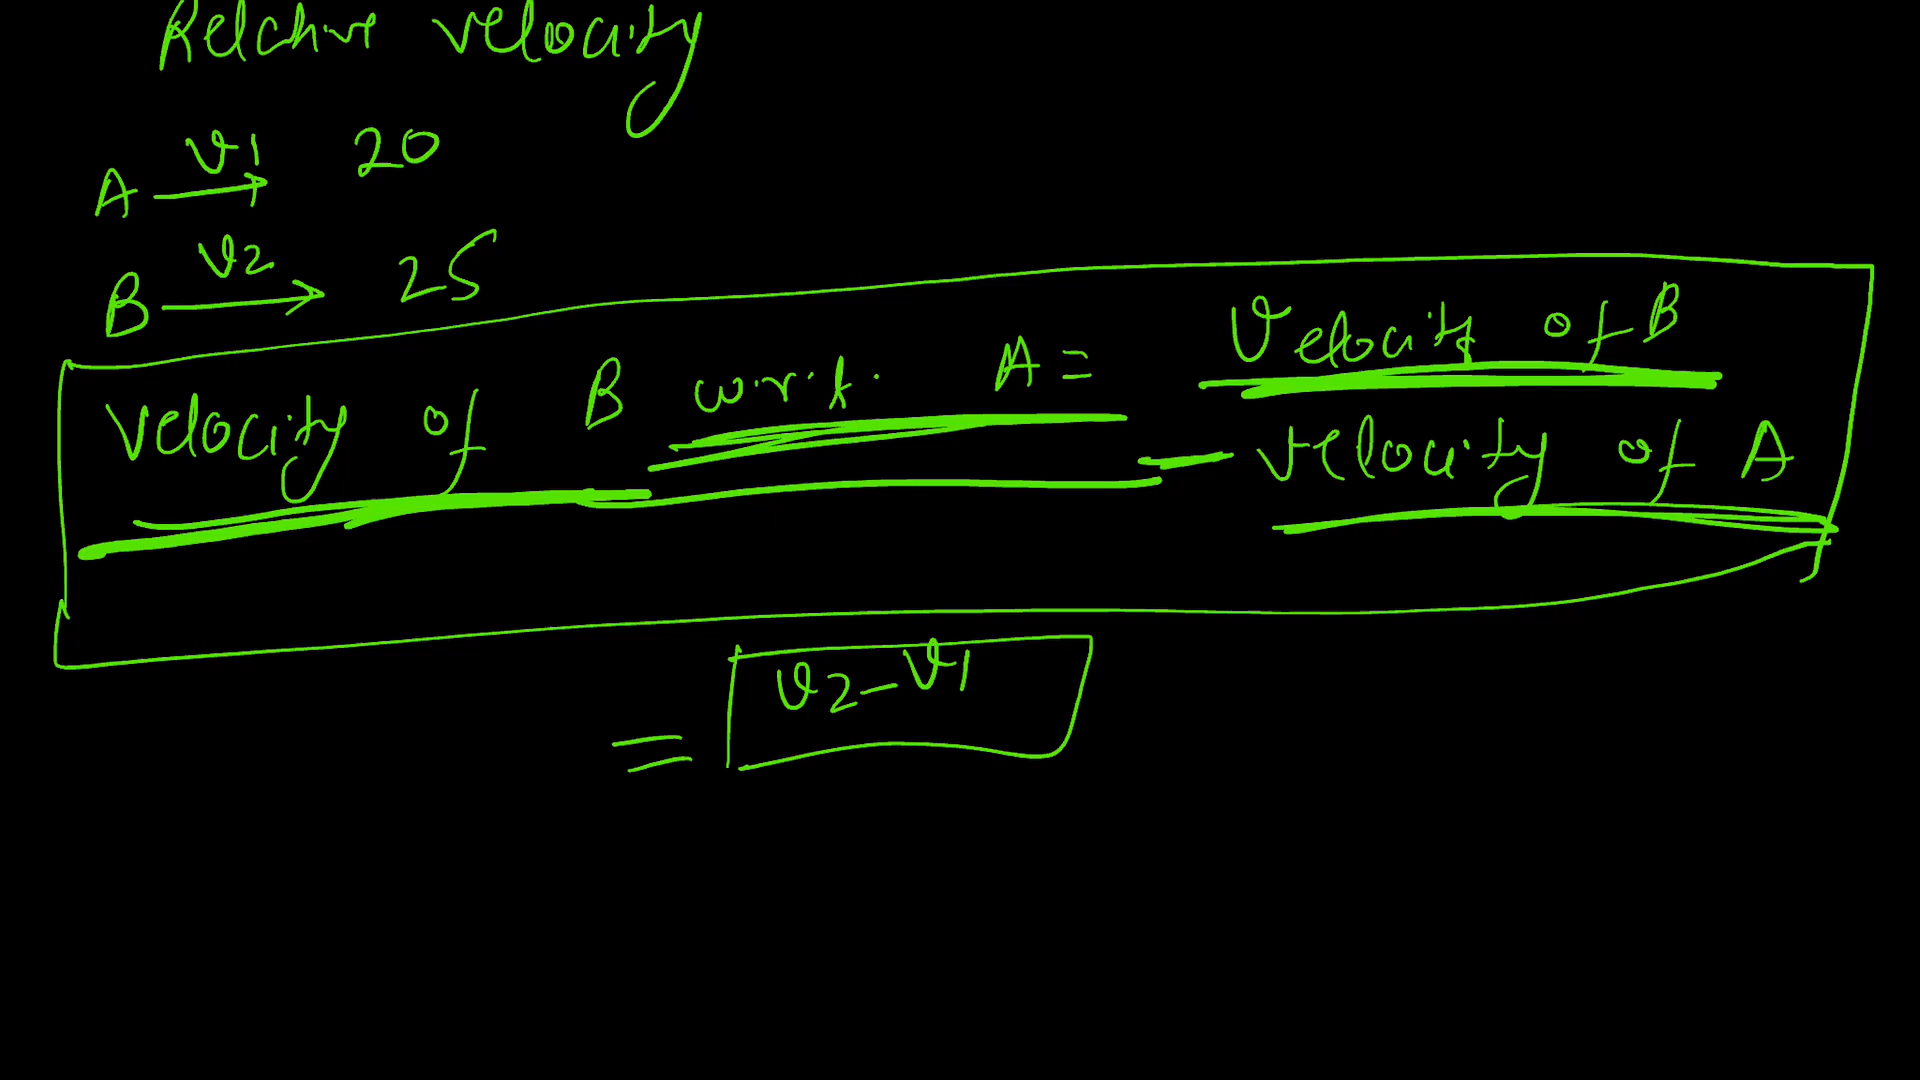 Relative velocity
A v1 20
B v2 25
velocity of B w.r.t. A = Velocity of B
- velocity of A
= v2-v1